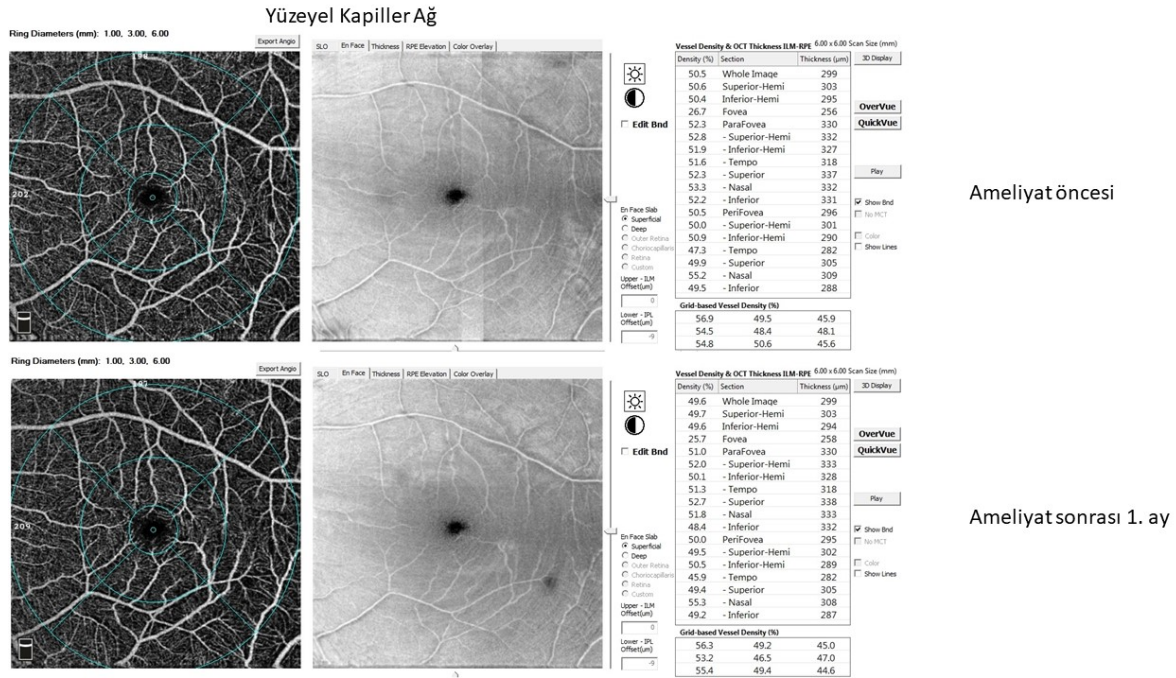 Yüzeyel Kapiller Ağ
Ring Diameters (mm): 1.00, 3.00, 6.00
Export Angio
SLO En Face Thickness RPE Elevation Color Overlay
202
Edit Bnd
En Face Slab
Superficial
Deep
Outer Retina
Choriocapillaris
Retina
Custom
Upper - ILM
Offset(um)
0
Lower - IPL
Offset(um)
-9
Vessel Density & OCT Thickness ILM-RPE 6.00 x 6.00 Scan Size (mm)
Density (%) Section Thickness (µm)
50.5 Whole Image 299
50.6 Superior-Hemi 303
50.4 Inferior-Hemi 295
26.7 Fovea 256
52.3 ParaFovea 330
52.8 - Superior-Hemi 332
51.9 - Inferior-Hemi 327
51.6 - Tempo 318
52.3 - Superior 337
53.3 - Nasal 332
52.2 - Inferior 331
50.5 PeriFovea 296
50.0 - Superior-Hemi 301
50.9 - Inferior-Hemi 290
47.3 - Tempo 282
49.9 - Superior 305
55.2 - Nasal 309
49.5 - Inferior 288
Grid-based Vessel Density (%)
56.9 49.5 45.9
54.5 48.4 48.1
54.8 50.6 45.6
3D Display
OverVue
QuickVue
Play
Show Bnd
No MCT
Color
Show Lines
Ameliyat öncesi
Ring Diameters (mm): 1.00, 3.00, 6.00
Export Angio
SLO En Face Thickness RPE Elevation Color Overlay
209
Edit Bnd
En Face Slab
Superficial
Deep
Outer Retina
Choriocapillaris
Retina
Custom
Upper - ILM
Offset(um)
0
Lower - IPL
Offset(um)
-9
Vessel Density & OCT Thickness ILM-RPE 6.00 x 6.00 Scan Size (mm)
Density (%) Section Thickness (µm)
49.6 Whole Image 299
49.7 Superior-Hemi 303
49.6 Inferior-Hemi 294
25.7 Fovea 258
51.0 ParaFovea 330
52.0 - Superior-Hemi 333
50.1 - Inferior-Hemi 328
51.3 - Tempo 318
52.7 - Superior 338
51.8 - Nasal 333
48.4 - Inferior 332
50.0 PeriFovea 295
49.5 - Superior-Hemi 302
50.5 - Inferior-Hemi 289
45.9 - Tempo 282
49.4 - Superior 305
55.3 - Nasal 308
49.2 - Inferior 287
Grid-based Vessel Density (%)
56.3 49.2 45.0
53.2 46.5 47.0
55.4 49.4 44.6
3D Display
OverVue
QuickVue
Play
Show Bnd
No MCT
Color
Show Lines
Ameliyat sonrası 1. ay